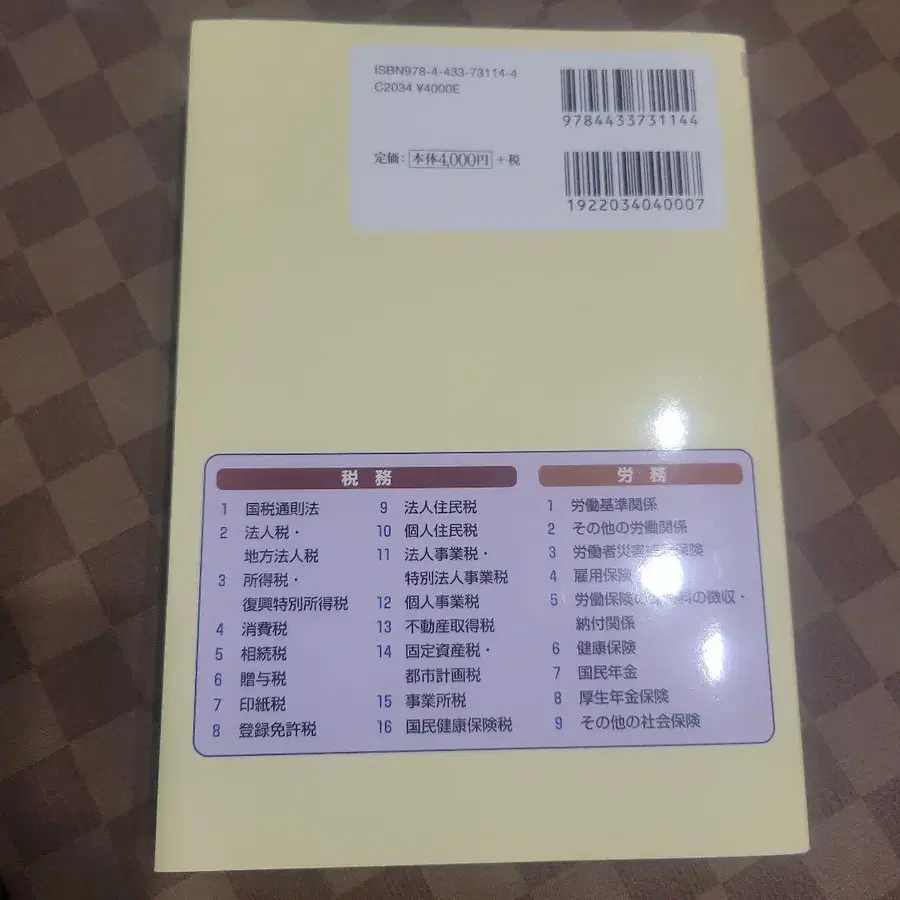 ISBN978-4-433-73114-4
C2034 ¥4000E
9784433731144
定価：本体4,000円＋税
1922034040007
税務
1 国税通則法
2 法人税・
地方法人税
3 所得税・
復興特別所得税
4 消費税
5 相続税
6 贈与税
7 印紙税
8 登録免許税
9 法人住民税
10 個人住民税
11 法人事業税・
特別法人事業税
12 個人事業税
13 不動産取得税
14 固定資産税・
都市計画税
15 事業所税
16 国民健康保険税
労務
1 労働基準関係
2 その他の労働関係
3 労働者災害保険
4 雇用保険
5 労働保険の料の徴収・
納付関係
6 健康保険
7 国民年金
8 厚生年金保険
9 その他の社会保険